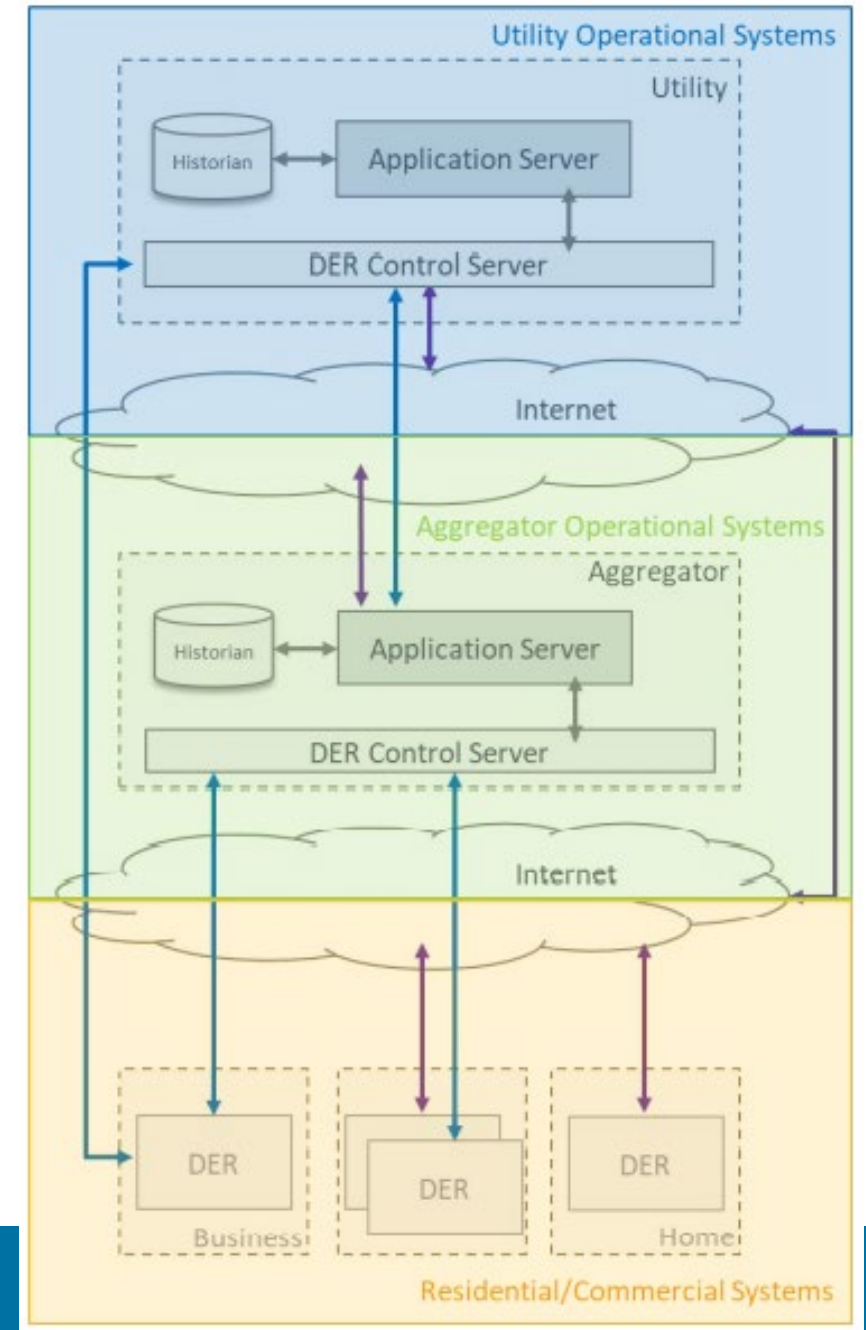 Utility Operational Systems
Utility
Historian
Application Server
DER Control Server
Internet
Aggregator Operational Systems
Aggregator
Historian
Application Server
DER Control Server
Internet
DER
DER
DER
Business
Home
Residential/Commercial Systems